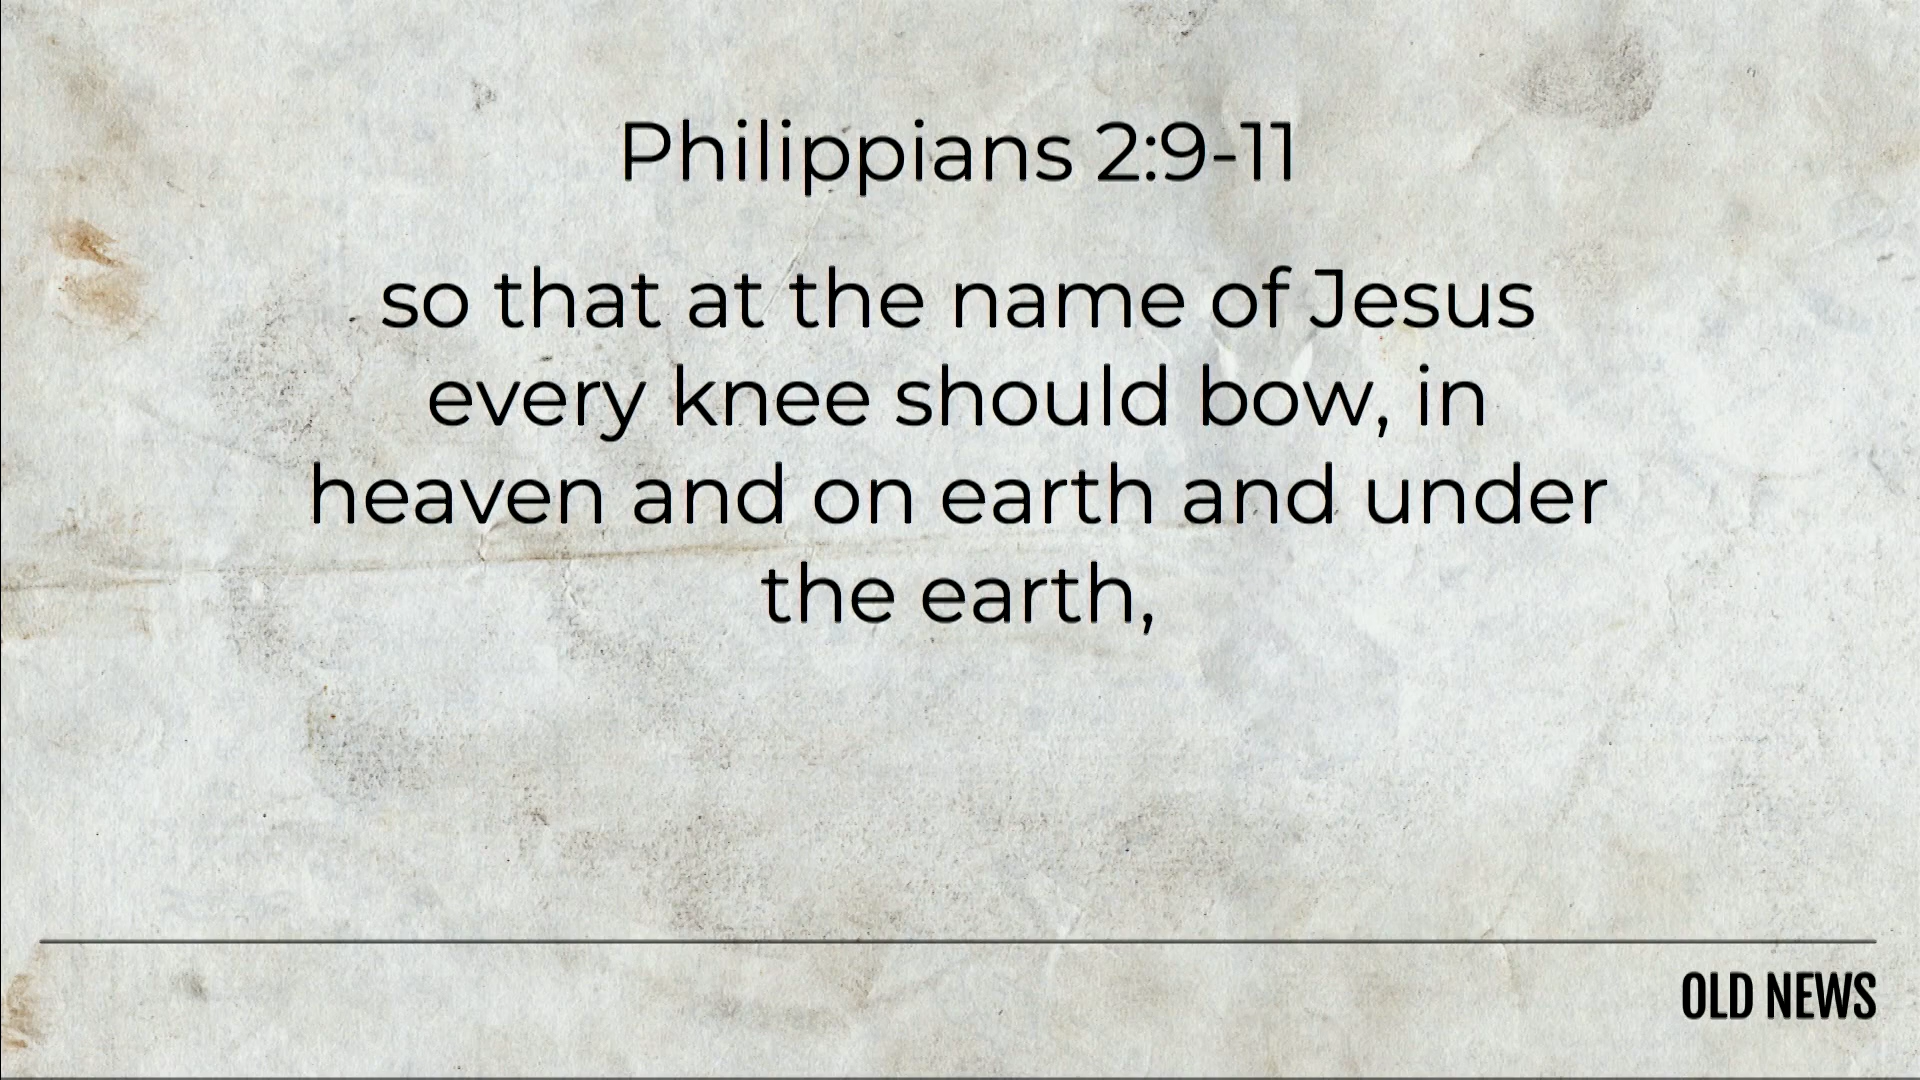 Philippians 2:9-11
so that at the name of Jesus
every knee should bow, in
heaven and on earth and under
the earth,
OLD NEWS